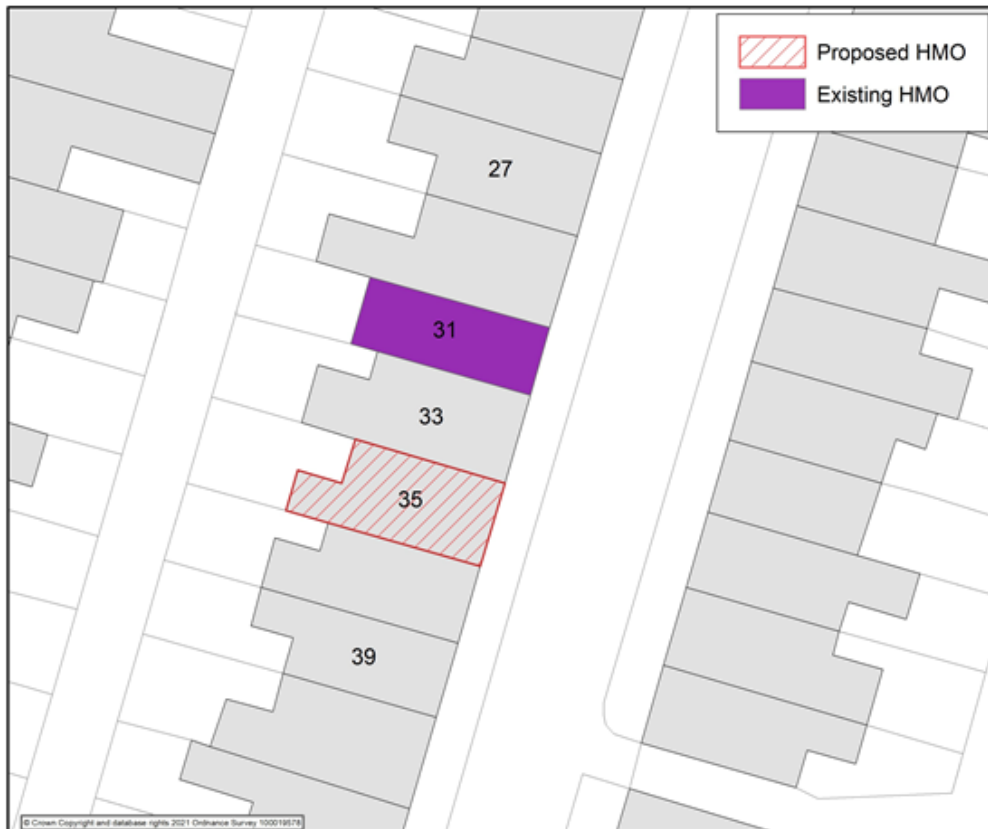 Proposed HMO
Existing HMO
27
31
33
35
39
© Crown Copyright and database rights 2021 Ordnance Survey 100019578